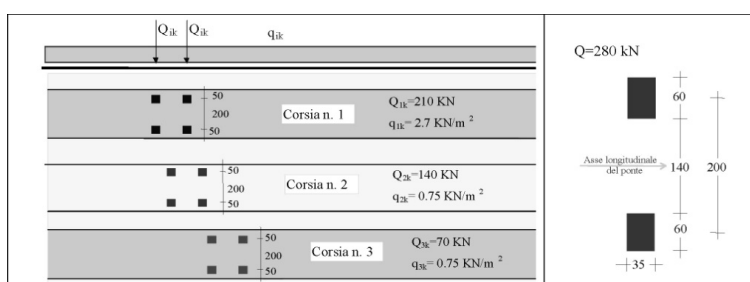 Qik Qik qik
50
200
50
Corsia n. 1
Q1k=210 KN
q1k= 2.7 KN/m 2
50
200
50
Corsia n. 2
Q2k=140 KN
q2k= 0.75 KN/m 2
50
200
50
Corsia n. 3
Q3k=70 KN
q3k= 0.75 KN/m 2
Q=280 kN
60
Asse longitudinale
del ponte
140 200
60
35